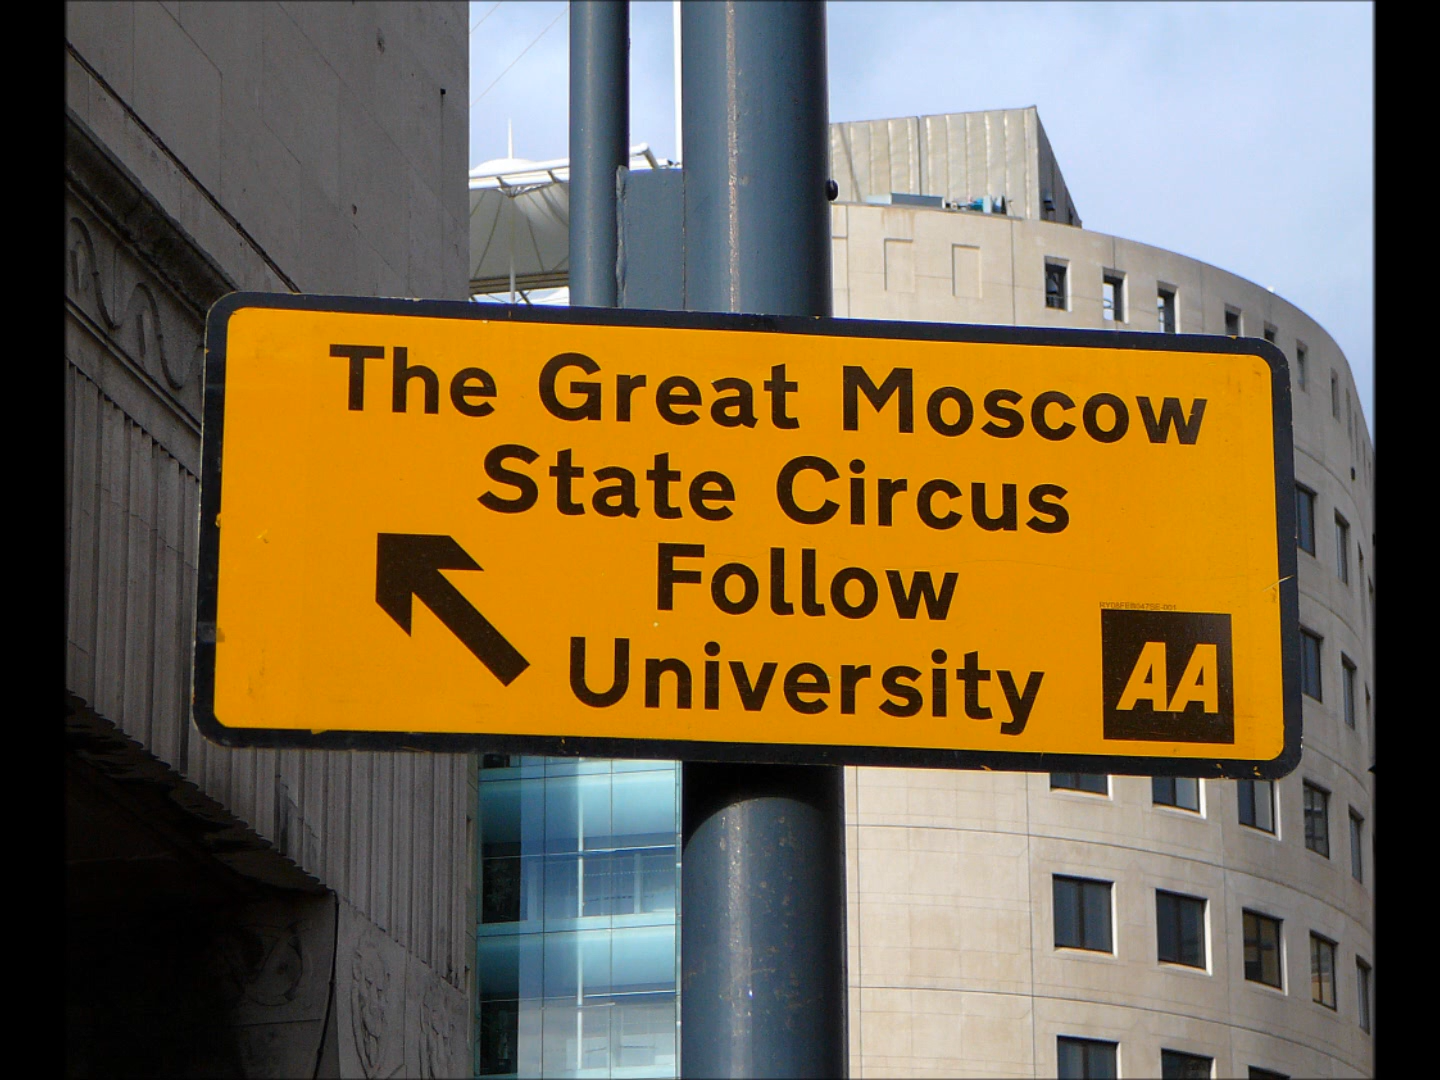 The Great Moscow
State Circus
Follow
University
AA